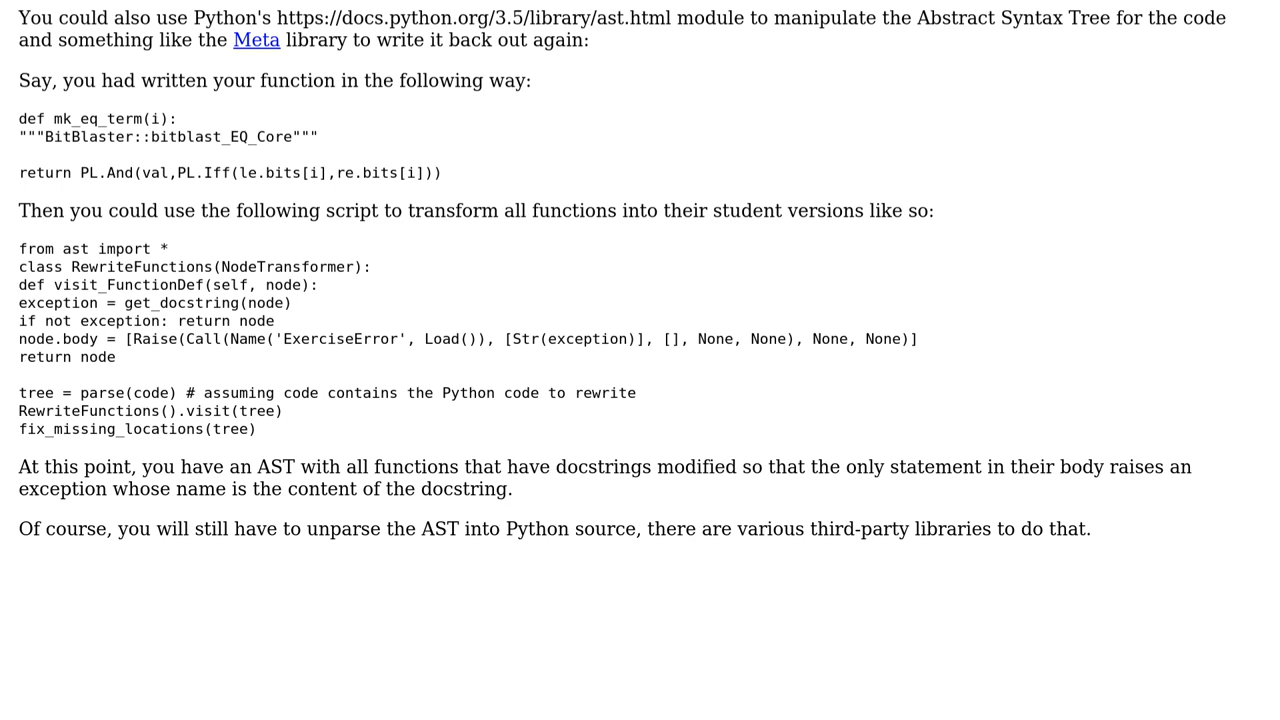 You could also use Python's https://docs.python.org/3.5/library/ast.html module to manipulate the Abstract Syntax Tree for the code
and something like the Meta library to write it back out again:
Say, you had written your function in the following way:
def mk_eq_term(i):
"""BitBlaster::bitblast_EQ_Core"""
return PL.And(val,PL.Iff(le.bits[i],re.bits[i]))
Then you could use the following script to transform all functions into their student versions like so:
from ast import *
class RewriteFunctions(NodeTransformer):
def visit_FunctionDef(self, node):
exception = get_docstring(node)
if not exception: return node
node.body = [Raise(Call(Name('ExerciseError', Load()), [Str(exception)], [], None, None), None, None)]
return node
tree = parse(code) # assuming code contains the Python code to rewrite
RewriteFunctions().visit(tree)
fix_missing_locations(tree)
At this point, you have an AST with all functions that have docstrings modified so that the only statement in their body raises an
exception whose name is the content of the docstring.
Of course, you will still have to unparse the AST into Python source, there are various third-party libraries to do that.